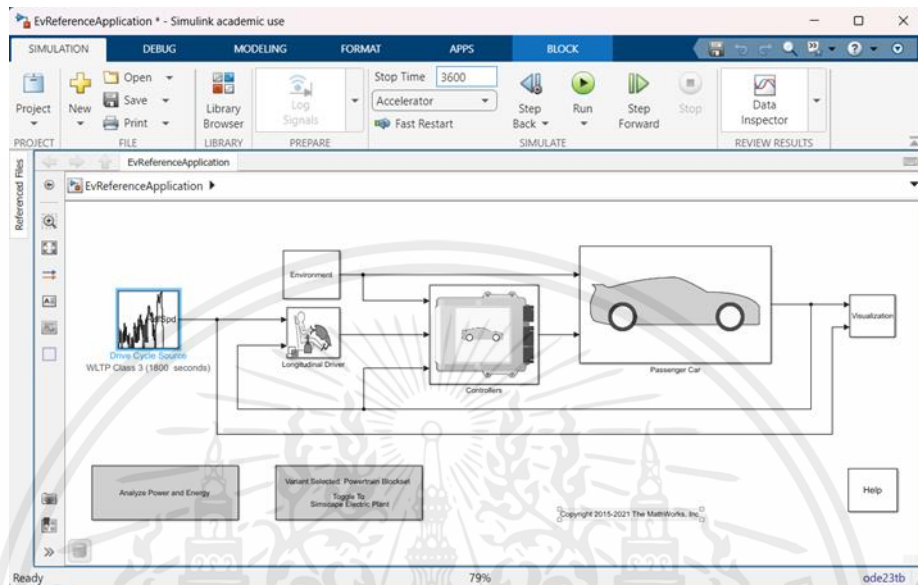 EvReferenceApplication * - Simulink academic use
SIMULATION DEBUG MODELING FORMAT APPS BLOCK
Project
New
Open
Save
Print
Library
Browser
Log
Signals
Stop Time 3600
Accelerator
Fast Restart
Step
Back
Run
Step
Forward
Stop
Data
Inspector
PROJECT FILE LIBRARY PREPARE SIMULATE REVIEW RESULTS
Referenced Files
EvReferenceApplication
EvReferenceApplication
Environment
Drive Cycle Source
WLTP Class 3 (1800 seconds)
Longitudinal Driver
Controllers
Passenger Car
Visualization
Analyze Power and Energy
Variant Selected: Powertrain Blockset
Toggle To
Simscape Electric Plant
Copyright 2015-2021 The MathWorks, Inc.
Help
Ready 79% ode23tb